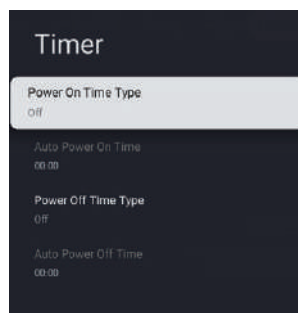 Timer
Power On Time Type
Off
Auto Power On Time
00:00
Power Off Time Type
Off
Auto Power Off Time
00:00